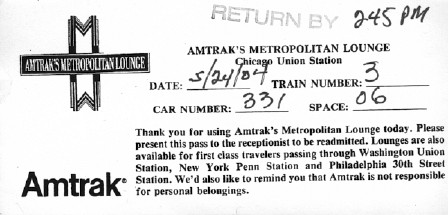 RETURN BY 245 PM
AMTRAK'S METROPOLITAN LOUNGE
Chicago Union Station
AMTRAK'S METROPOLITAN LOUNGE
DATE: 5/24/04 TRAIN NUMBER: 3
CAR NUMBER: 331 SPACE: 06
Thank you for using Amtrak's Metropolitan Lounge today. Please
present this pass to the receptionist to be readmitted. Lounges are also
available for first class travelers passing through Washington Union
Station, New York Penn Station and Philadelphia 30th Street
Station. We'd also like to remind you that Amtrak is not responsible
for personal belongings.
Amtrak®